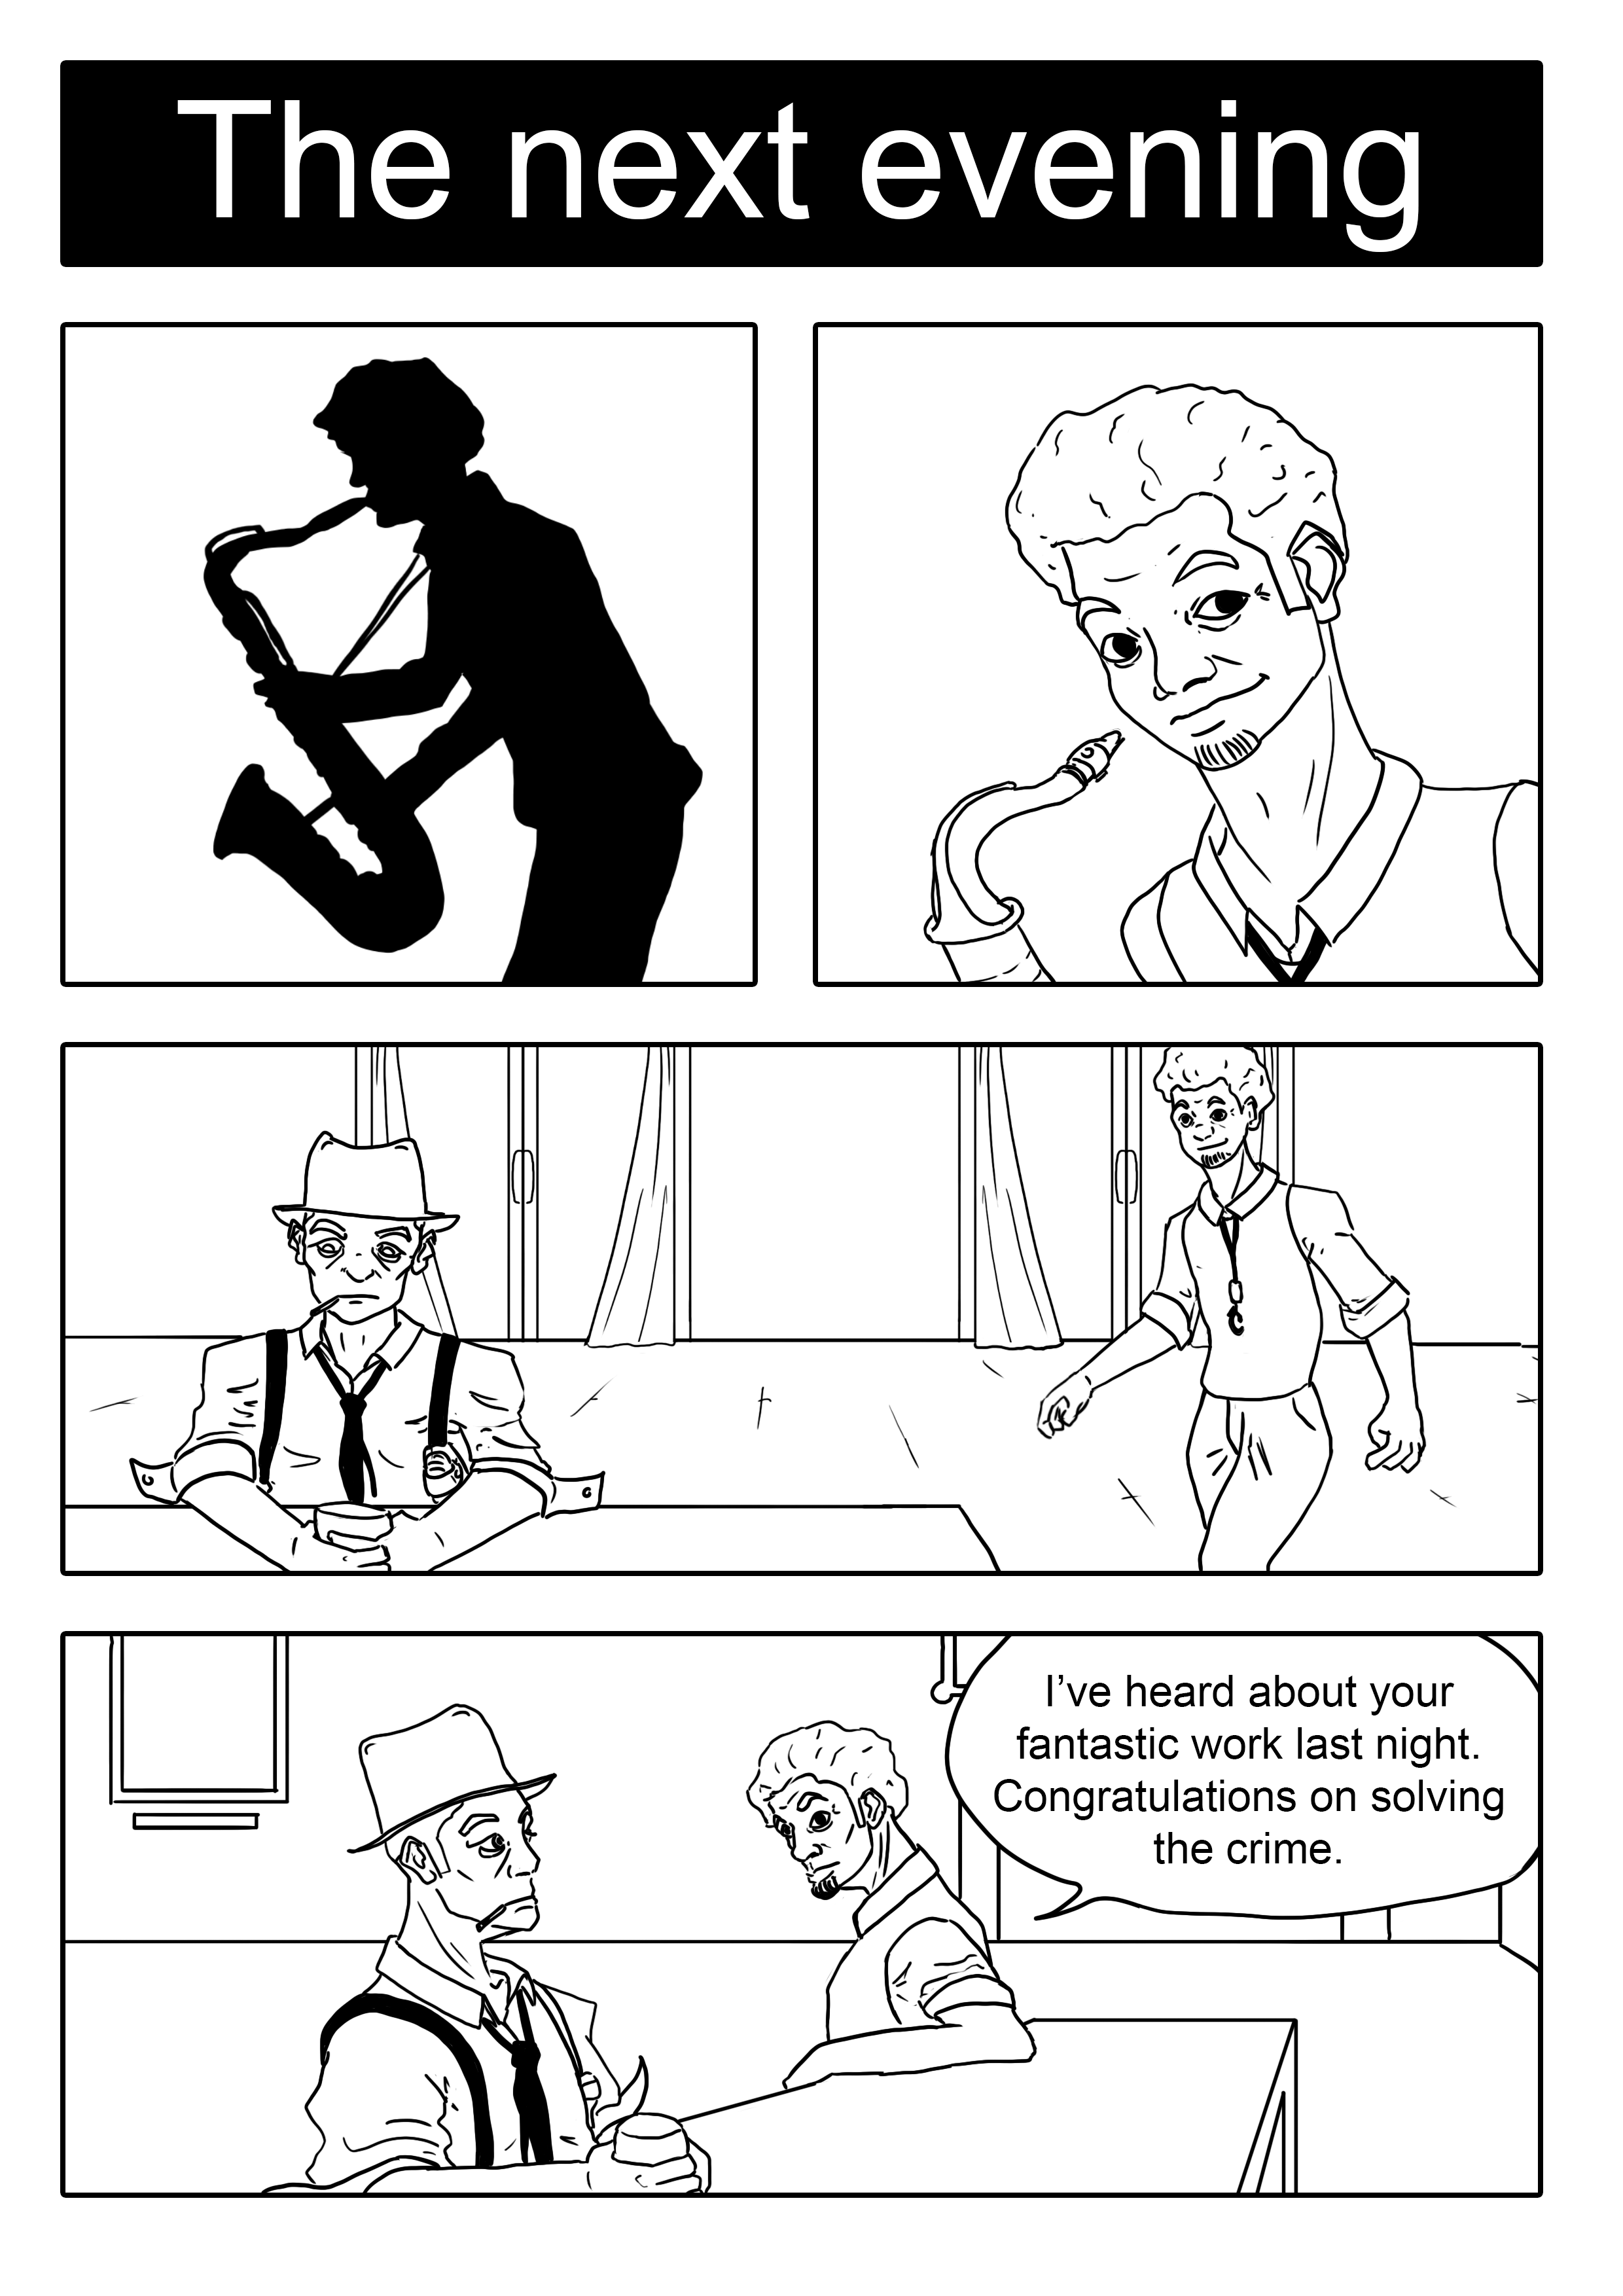 The next evening
I’ve heard about your
fantastic work last night.
Congratulations on solving
the crime.